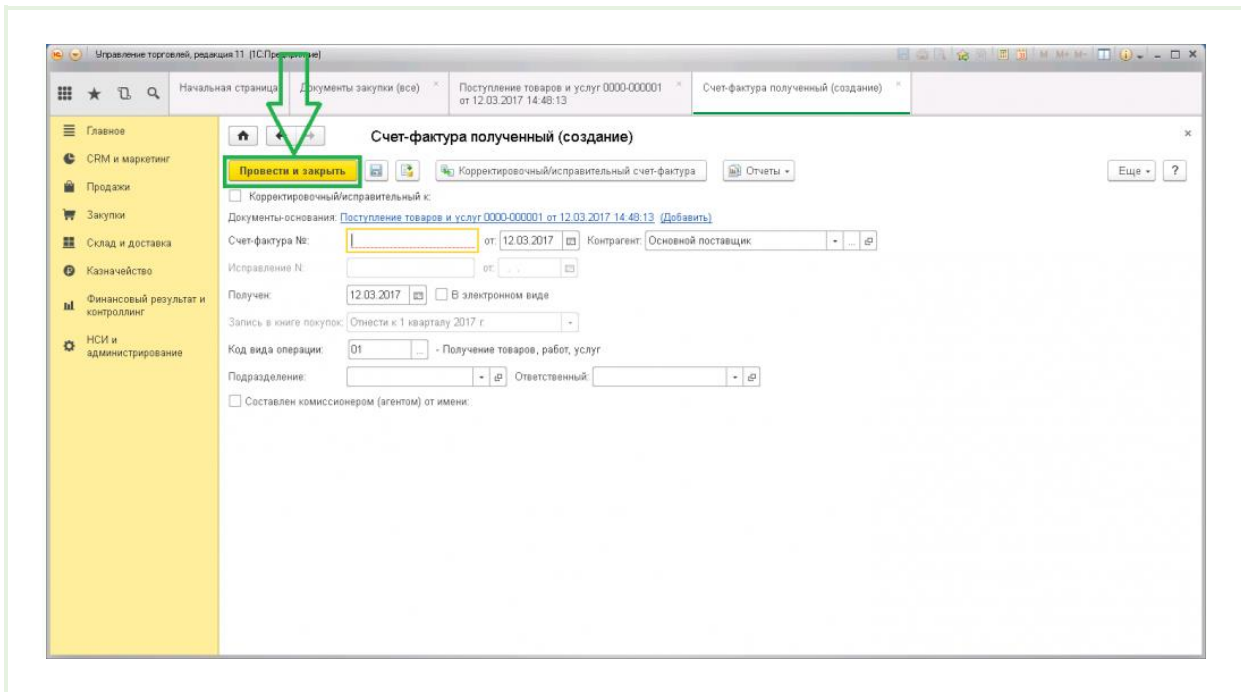 Управление торговлей, редакция 11 (1С:Предприятие)
M M+ M-
Начальная страница
Документы закупки (все)
Поступление товаров и услуг 0000-000001
от 12.03.2017 14:48:13
Счет-фактура полученный (создание)
Главное
CRM и маркетинг
Продажи
Закупки
Склад и доставка
Казначейство
Финансовый результат и
контроллинг
НСИ и
администрирование
Счет-фактура полученный (создание)
Провести и закрыть
Корректировочный/исправительный счет-фактура
Отчеты
Еще
?
Корректировочный/исправительный к:
Документы-основания: Поступление товаров и услуг 0000-000001 от 12.03.2017 14:48:13 (Добавить)
Счет-фактура №: от: 12.03.2017 Контрагент: Основной поставщик
Исправление N: от: . .
Получен: 12.03.2017 В электронном виде
Запись в книге покупок: Отнести к 1 кварталу 2017 г.
Код вида операции: 01 ... - Получение товаров, работ, услуг
Подразделение: Ответственный:
Составлен комиссионером (агентом) от имени: